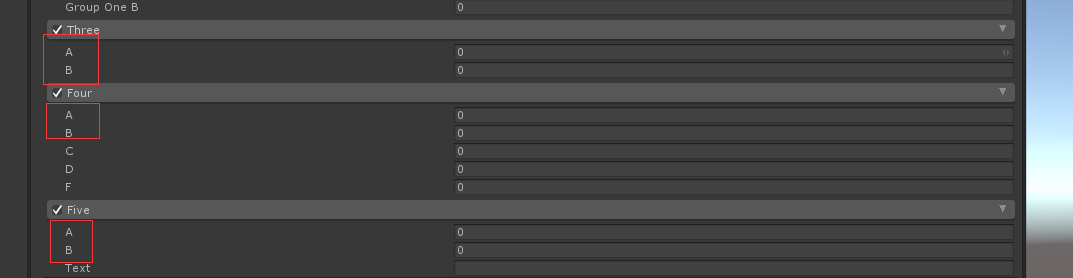 Group One B 0
Three
A 0
B 0
Four
A 0
B 0
C 0
D 0
F 0
Five
A 0
B 0
Text